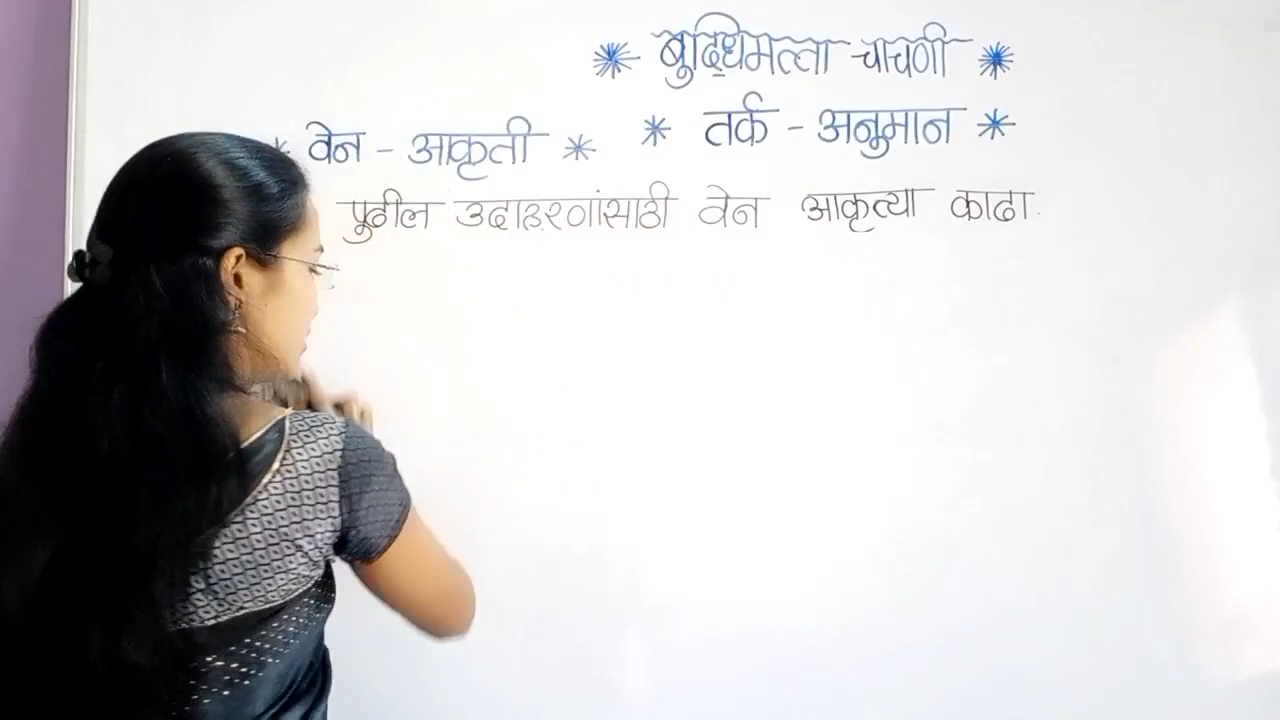 * बुद्धिमत्ता चाचणी *
* तर्क - अनुमान *
* वेन - आकृती *
पुढील उदाहरणांसाठी वेन आकृत्या काढा.